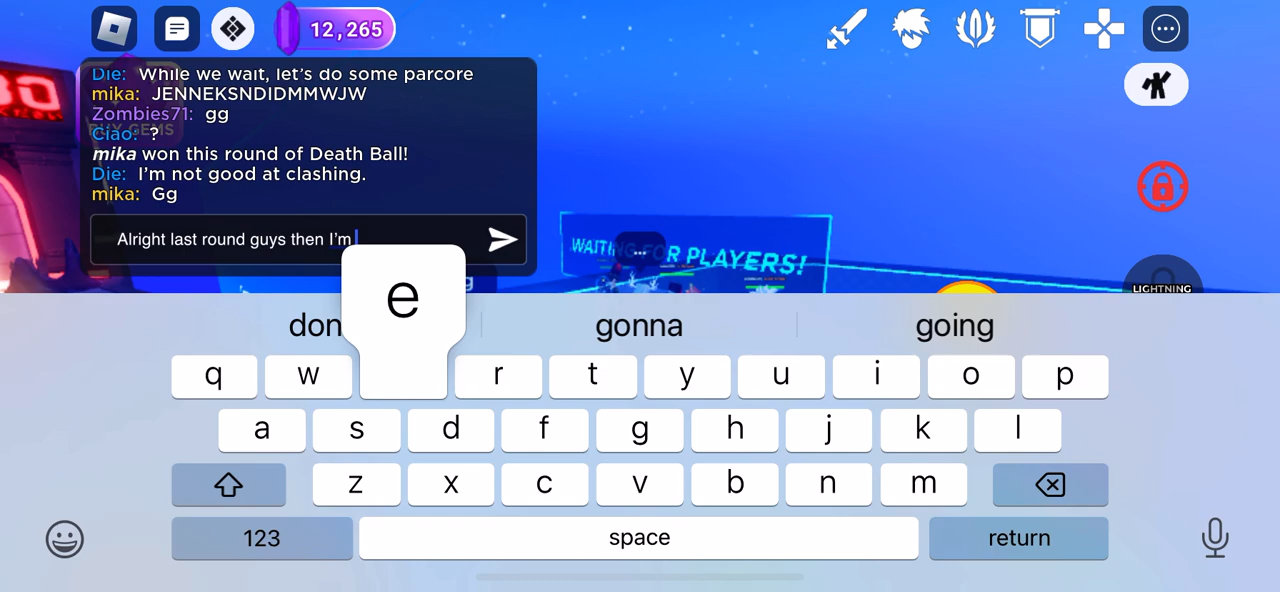 12,265
Die: While we wait, let's do some parcore
mika: JENNEKSNDIDMMWJW
Zombies71: gg
Ciao: ?
mika won this round of Death Ball!
Die: I'm not good at clashing.
mika: Gg
Alright last round guys then I'm
WAITING FOR PLAYERS!
LIGHTNING
don
gonna
going
e
q w r t y u i o p
a s d f g h j k l
z x c v b n m
123 space return